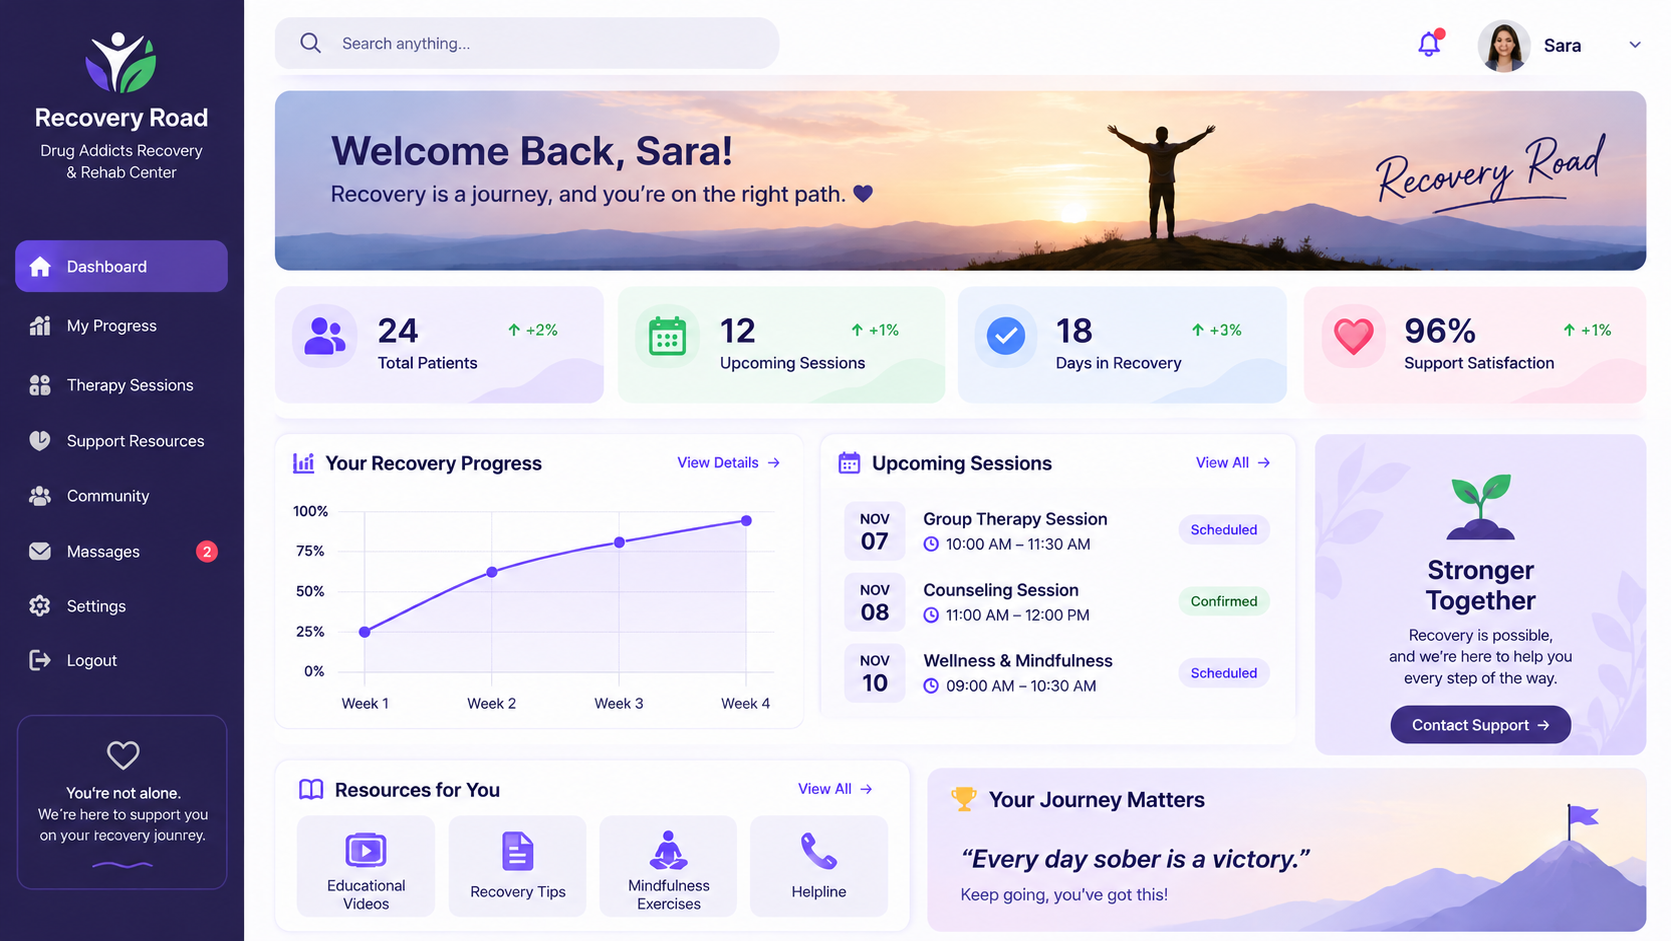 Recovery Road
Drug Addicts Recovery
& Rehab Center
Dashboard
My Progress
Therapy Sessions
Support Resources
Community
Massages 2
Settings
Logout
You're not alone.
We're here to support you
on your recovery jounrey.
Search anything...
Sara
Welcome Back, Sara!
Recovery is a journey, and you're on the right path.
Recovery Road
24
+2%
Total Patients
12
+1%
Upcoming Sessions
18
+3%
Days in Recovery
96%
+1%
Support Satisfaction
Your Recovery Progress
View Details →
100%
75%
50%
25%
0%
Week 1 Week 2 Week 3 Week 4
Upcoming Sessions
View All →
NOV
07
Group Therapy Session
10:00 AM – 11:30 AM
Scheduled
NOV
08
Counseling Session
11:00 AM – 12:00 PM
Confirmed
NOV
10
Wellness & Mindfulness
09:00 AM – 10:30 AM
Scheduled
Stronger
Together
Recovery is possible,
and we're here to help you
every step of the way.
Contact Support →
Resources for You
View All →
Educational
Videos
Recovery Tips
Mindfulness
Exercises
Helpline
Your Journey Matters
“Every day sober is a victory.”
Keep going, you've got this!